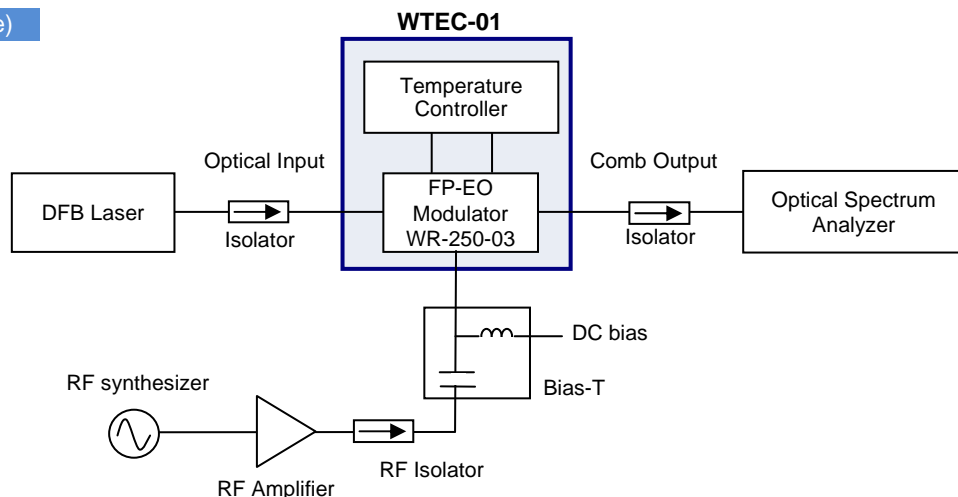 e)
WTEC-01
Temperature
Controller
Optical Input
Comb Output
DFB Laser
Isolator
FP-EO
Modulator
WR-250-03
Isolator
Optical Spectrum
Analyzer
DC bias
Bias-T
RF synthesizer
RF Isolator
RF Amplifier